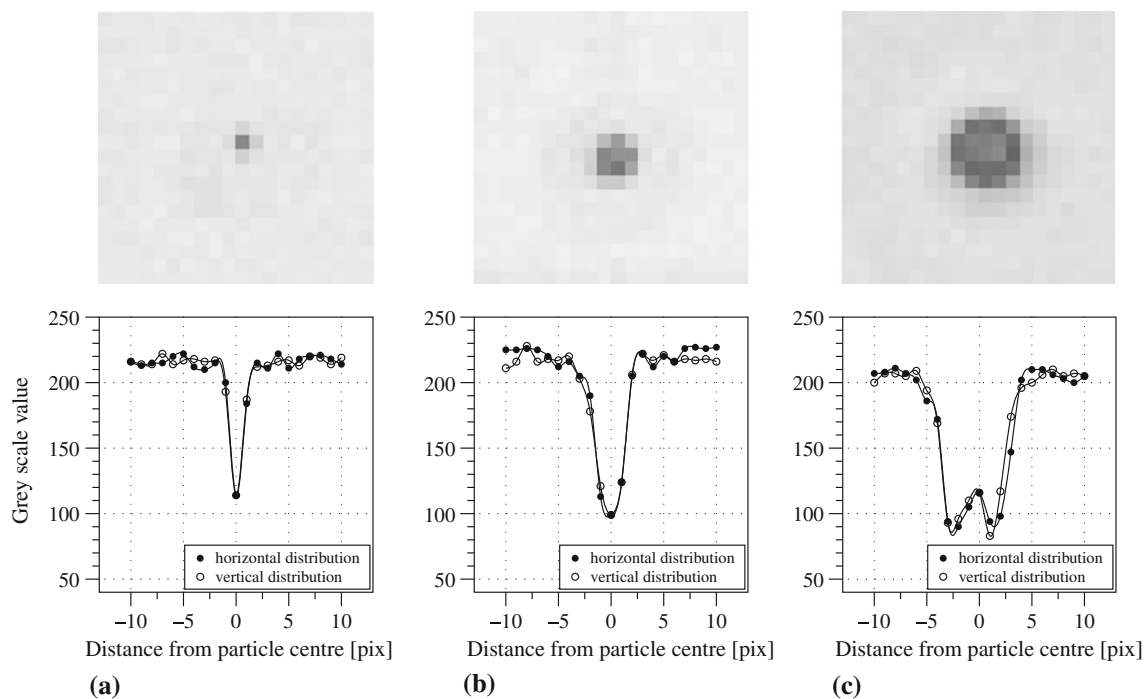 250
200
150
100
50
Grey scale value
horizontal distribution
vertical distribution
−10 −5 0 5 10
Distance from particle centre [pix]
(a)
250
200
150
100
50
horizontal distribution
vertical distribution
−10 −5 0 5 10
Distance from particle centre [pix]
(b)
250
200
150
100
50
horizontal distribution
vertical distribution
−10 −5 0 5 10
Distance from particle centre [pix]
(c)